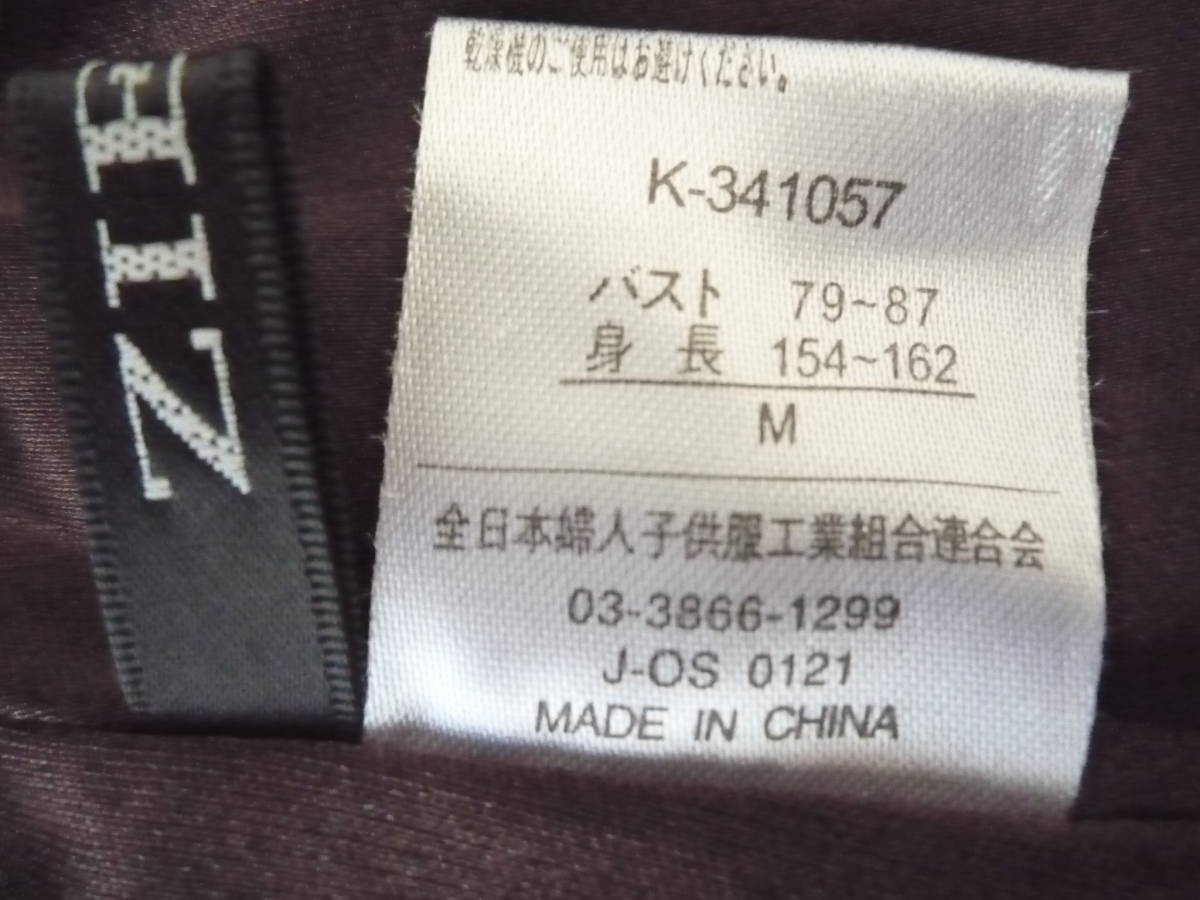 乾燥機のご使用はお避けください。
K-341057
バスト 79~87
身 長 154~162
M
全日本婦人子供服工業組合連合会
03-3866-1299
J-OS 0121
MADE IN CHINA